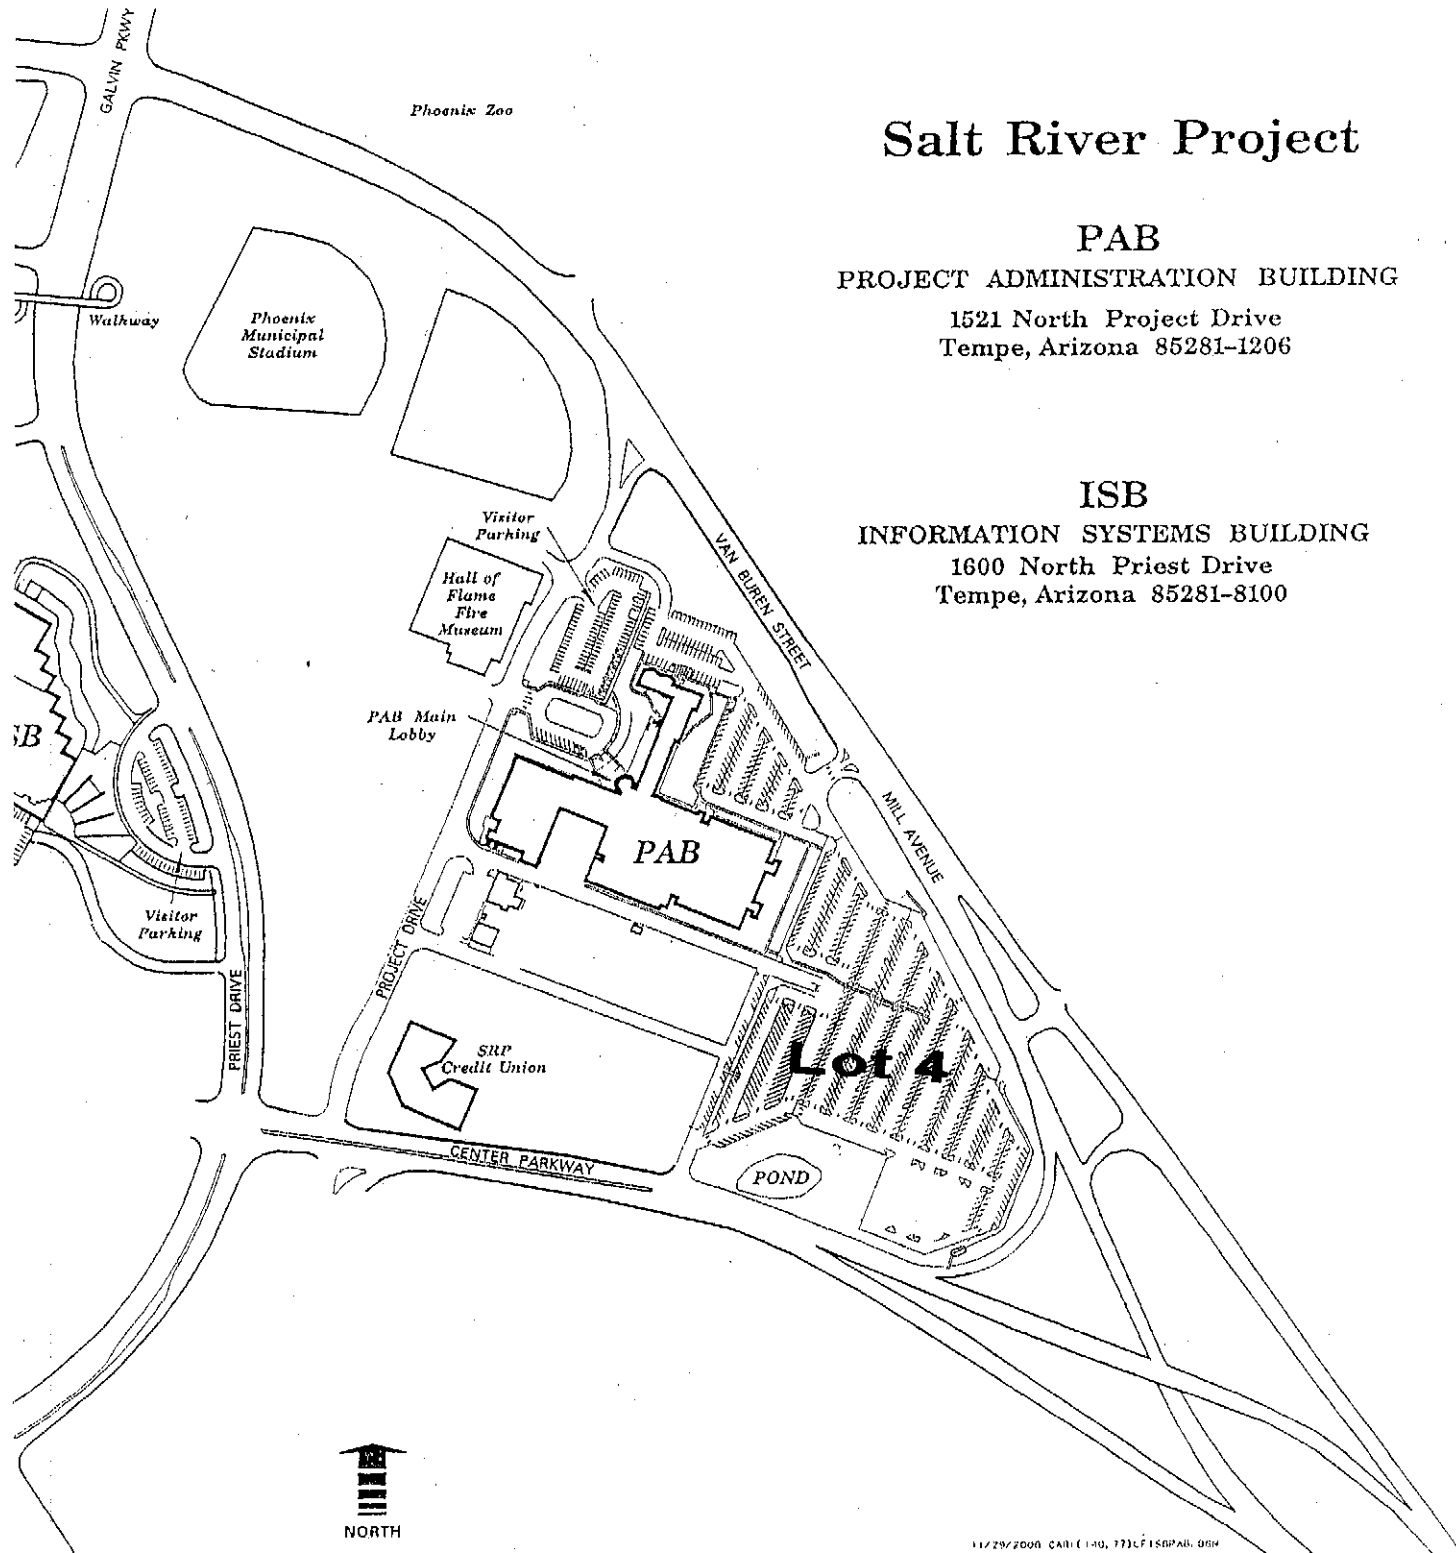 GALVIN PKWY
Phoenix Zoo
Salt River Project
PAB
PROJECT ADMINISTRATION BUILDING
1521 North Project Drive
Tempe, Arizona 85281-1206
Walkway
Phoenix
Municipal
Stadium
ISB
INFORMATION SYSTEMS BUILDING
1600 North Priest Drive
Tempe, Arizona 85281-8100
Visitor
Parking
Hall of
Flame
Fire
Museum
VAN BUREN STREET
PAB Main
Lobby
SB
MILL AVENUE
PAB
Visitor
Parking
PROJECT DRIVE
PRIEST DRIVE
SRP
Credit Union
Lot 4
CENTER PARKWAY
POND
NORTH